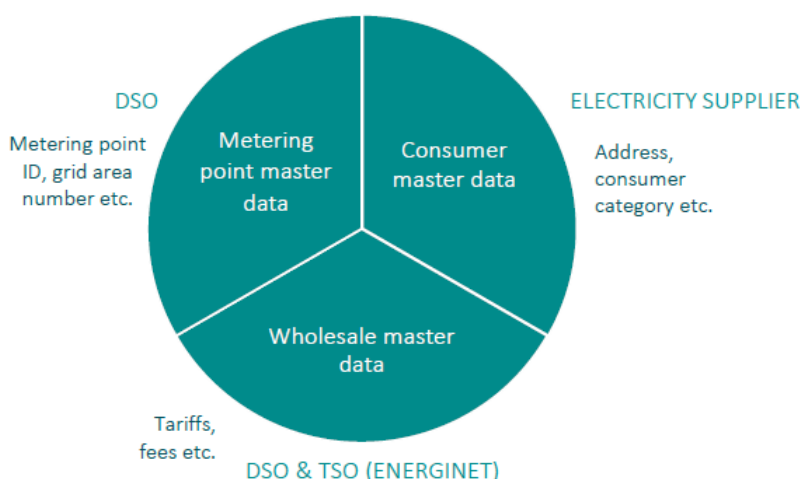 DSO
Metering point
ID, grid area
number etc.
Metering
point master
data
Consumer
master data
ELECTRICITY SUPPLIER
Address,
consumer
category etc.
Wholesale master
data
Tariffs,
fees etc.
DSO & TSO (ENERGINET)